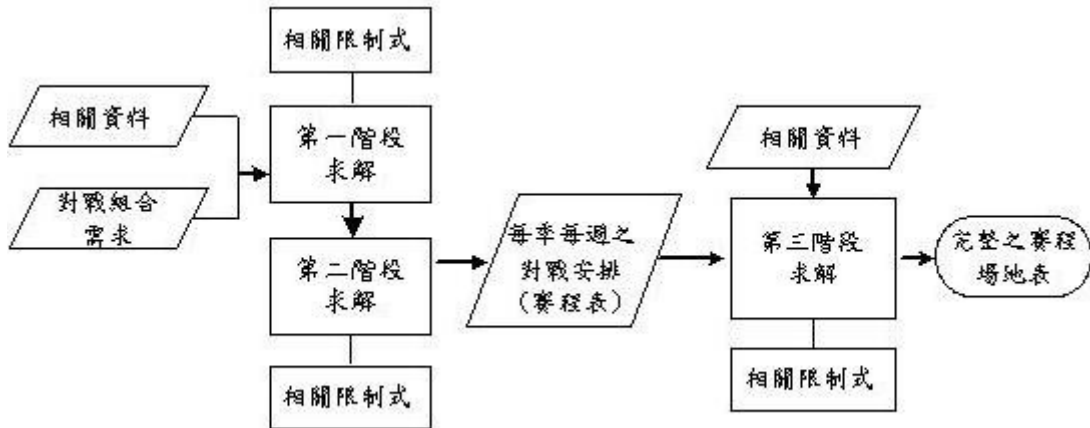 相關限制式
相關資料
第一階段
求解
對戰組合
需求
第二階段
求解
相關限制式
每季每週之
對戰安排
（賽程表）
相關資料
第三階段
求解
相關限制式
完整之賽程
場地表